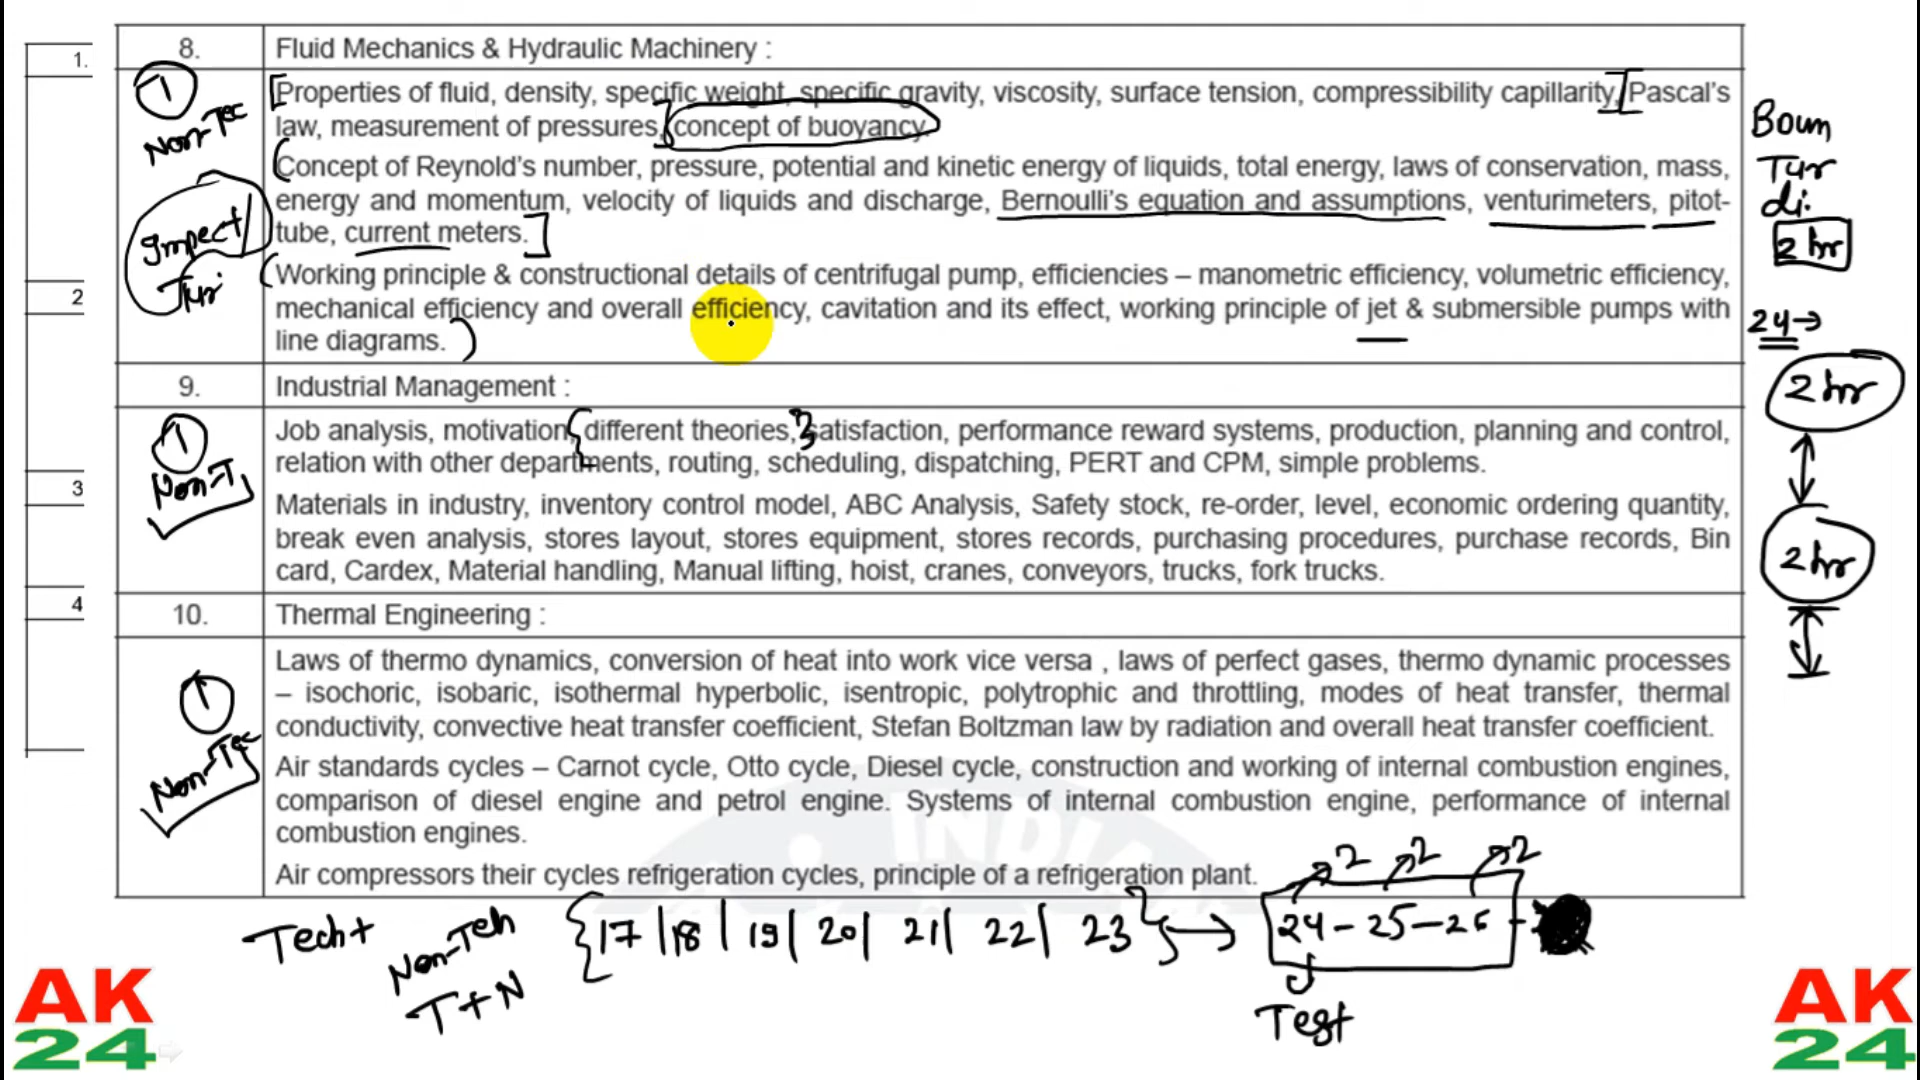 1.
8. Fluid Mechanics & Hydraulic Machinery :
1
Non-Tec
Properties of fluid, density, specific weight, specific gravity, viscosity, surface tension, compressibility capillarity, Pascal's
law, measurement of pressures, concept of buoyancy.
Concept of Reynold's number, pressure, potential and kinetic energy of liquids, total energy, laws of conservation, mass,
energy and momentum, velocity of liquids and discharge, Bernoulli's equation and assumptions, venturimeters, pitot-
tube, current meters.
Impect
Tur
2
Working principle & constructional details of centrifugal pump, efficiencies – manometric efficiency, volumetric efficiency,
mechanical efficiency and overall efficiency, cavitation and its effect, working principle of jet & submersible pumps with
line diagrams.
Boun
Tur
di.
2 hr
24→
2 hr
2 hr
9. Industrial Management :
1
Non-T
3
Job analysis, motivation, different theories, satisfaction, performance reward systems, production, planning and control,
relation with other departments, routing, scheduling, dispatching, PERT and CPM, simple problems.
Materials in industry, inventory control model, ABC Analysis, Safety stock, re-order, level, economic ordering quantity,
break even analysis, stores layout, stores equipment, stores records, purchasing procedures, purchase records, Bin
card, Cardex, Material handling, Manual lifting, hoist, cranes, conveyors, trucks, fork trucks.
4
10. Thermal Engineering :
1
Non-Tec
Laws of thermo dynamics, conversion of heat into work vice versa , laws of perfect gases, thermo dynamic processes
– isochoric, isobaric, isothermal hyperbolic, isentropic, polytrophic and throttling, modes of heat transfer, thermal
conductivity, convective heat transfer coefficient, Stefan Boltzman law by radiation and overall heat transfer coefficient.
Air standards cycles – Carnot cycle, Otto cycle, Diesel cycle, construction and working of internal combustion engines,
comparison of diesel engine and petrol engine. Systems of internal combustion engine, performance of internal
combustion engines.
Air compressors their cycles refrigeration cycles, principle of a refrigeration plant.
INDIA
2 2 2
Tech+ Non-Teh {17 | 18 | 19 | 20 | 21 | 22 | 23} → 24 - 25 - 26 -
T+N
Test
AK
24
AK
24